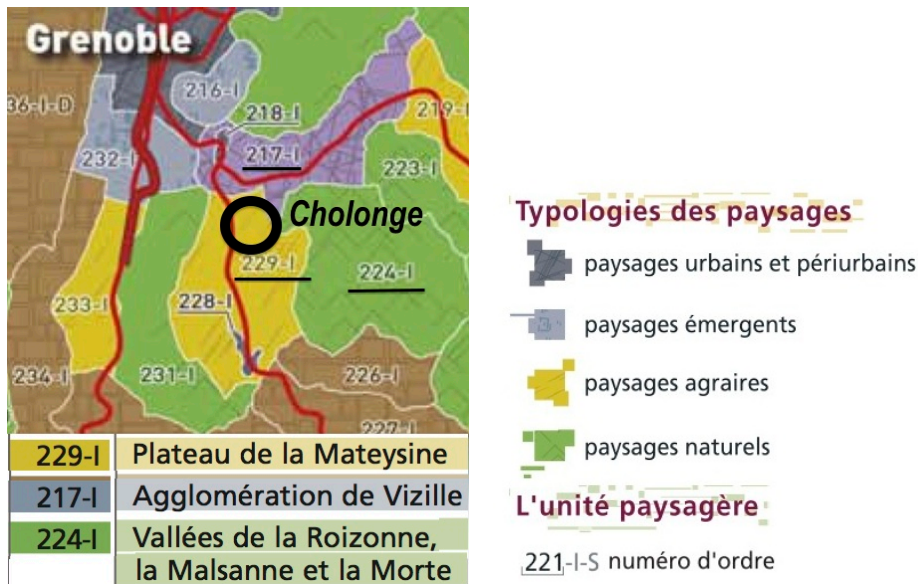 Grenoble
36-I-D
216-I
218-I
219-I
232-I
217-I
223-I
Cholonge
229-I
224-I
233-I
228-I
234-I
231-I
226-I
227-I
229-I Plateau de la Mateysine
217-I Agglomération de Vizille
224-I Vallées de la Roizonne,
la Malsanne et la Morte
Typologies des paysages
paysages urbains et périurbains
paysages émergents
paysages agraires
paysages naturels
L'unité paysagère
221-I-S numéro d'ordre